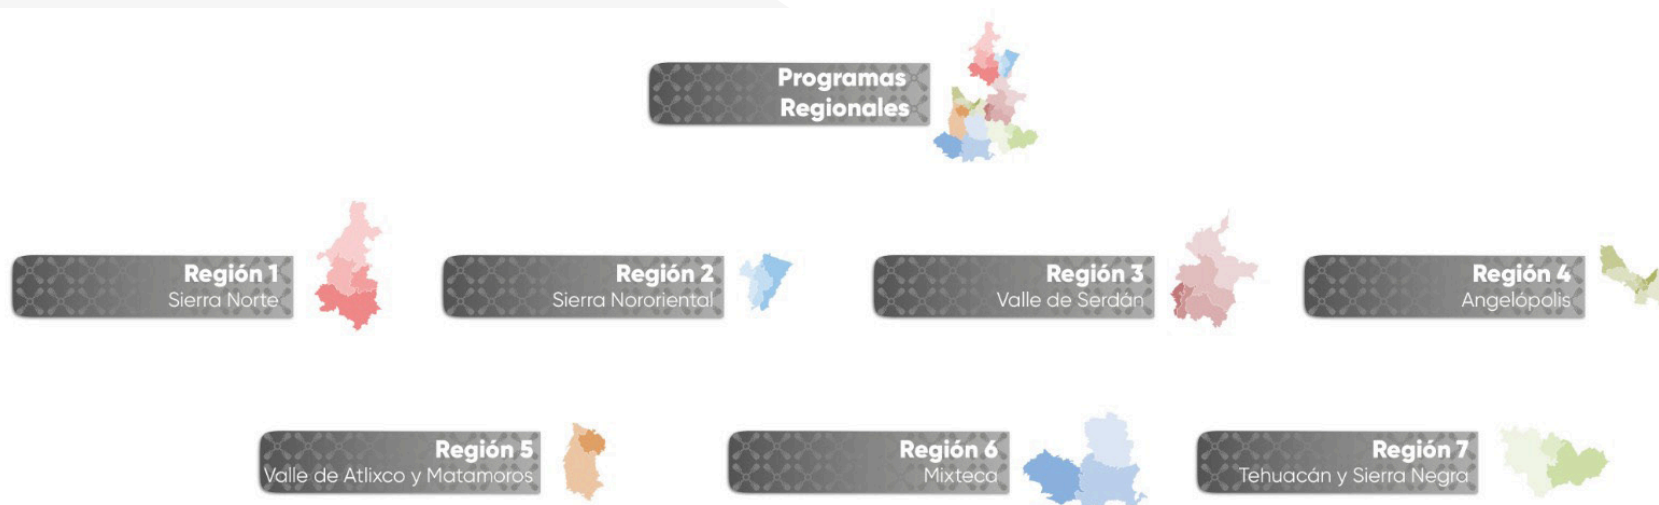 Programas
Regionales
Región 1
Sierra Norte
Región 2
Sierra Nororiental
Región 3
Valle de Serdán
Región 4
Angelópolis
Región 5
Valle de Atlixco y Matamoros
Región 6
Mixteca
Región 7
Tehuacán y Sierra Negra